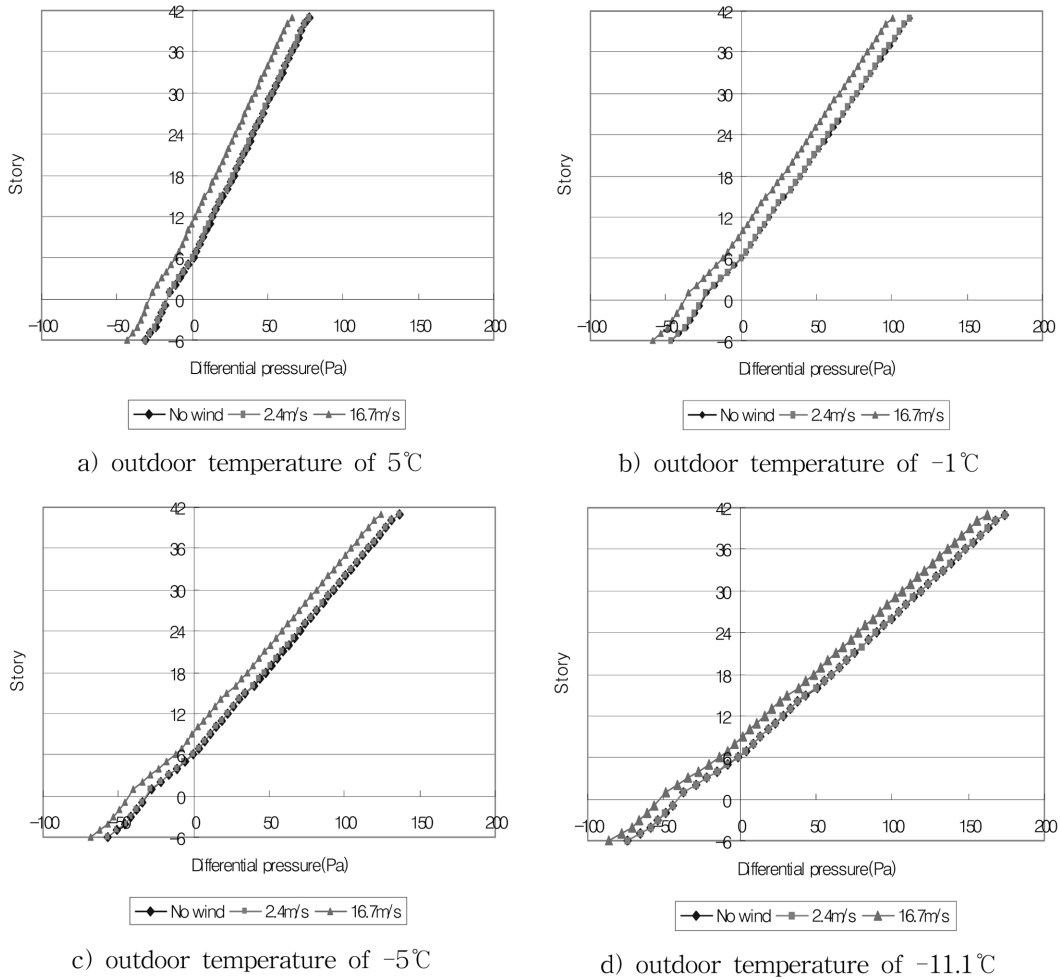 42
36
30
24
18
12
6
0
-6
Story
-100 -50 0 50 100 150 200
Differential pressure(Pa)
No wind 2.4m/s 16.7m/s
a) outdoor temperature of 5℃
42
36
30
24
18
12
6
0
-6
Story
-100 -50 0 50 100 150 200
Differential pressure(Pa)
No wind 2.4m/s 16.7m/s
b) outdoor temperature of -1℃
42
36
30
24
18
12
6
0
-6
Story
-100 -50 0 50 100 150 200
Differential pressure(Pa)
No wind 2.4m/s 16.7m/s
c) outdoor temperature of -5℃
42
36
30
24
18
12
6
0
-6
Story
-100 -50 0 50 100 150 200
Differential pressure(Pa)
No wind 2.4m/s 16.7m/s
d) outdoor temperature of -11.1℃